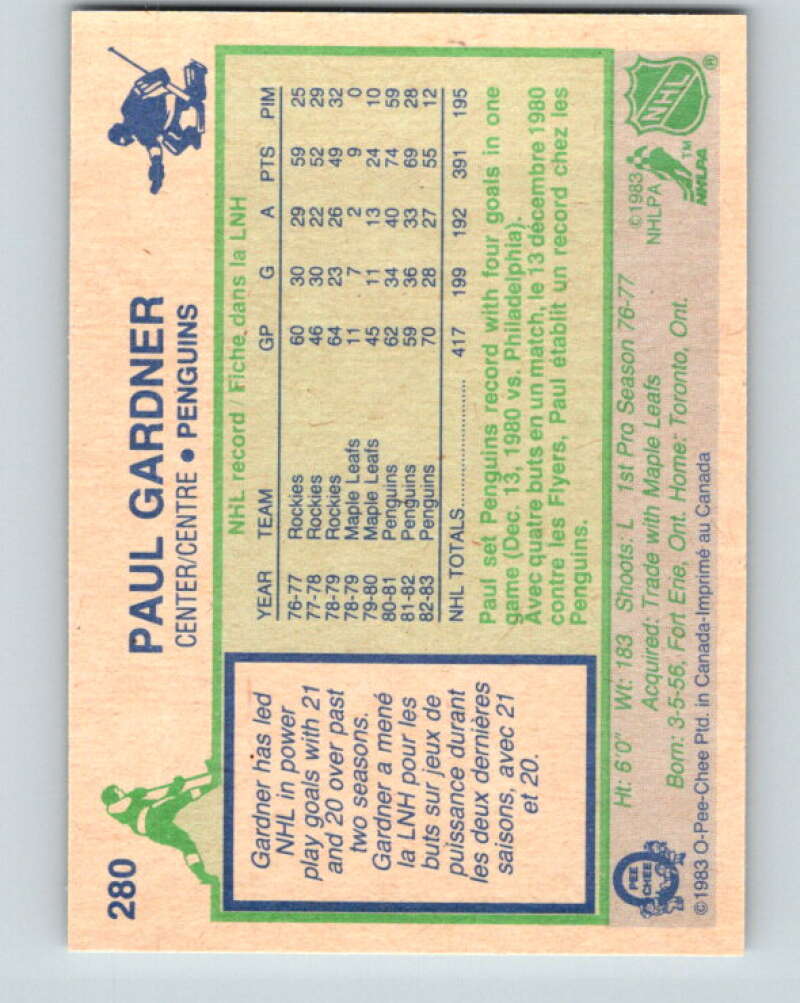 280
PAUL GARDNER
CENTER/CENTRE • PENGUINS
Gardner has led
NHL in power
play goals with 21
and 20 over past
two seasons.
Gardner a mené
la LNH pour les
buts sur jeux de
puissance durant
les deux dernières
saisons, avec 21
et 20.
NHL record / Fiche dans la LNH
YEAR TEAM GP G A PTS PIM
76-77 Rockies 60 30 29 59 25
77-78 Rockies 46 30 22 52 29
78-79 Rockies 64 23 26 49 32
78-79 Maple Leafs 11 7 2 9 0
79-80 Maple Leafs 45 11 13 24 10
80-81 Penguins 62 34 40 74 59
81-82 Penguins 59 36 33 69 28
82-83 Penguins 70 28 27 55 12
NHL TOTALS.................... 417 199 192 391 195
Paul set Penguins record with four goals in one
game (Dec. 13, 1980 vs. Philadelphia).
Avec quatre buts en un match, le 13 décembre 1980
contre les Flyers, Paul établit un record chez les
Penguins.
Ht: 6'0" Wt: 183 Shoots: L 1st Pro Season 76-77
Acquired: Trade with Maple Leafs
Born: 3-5-56, Fort Erie, Ont. Home: Toronto, Ont.
©1983 O-Pee-Chee Ptd. in Canada-Imprimé au Canada
O
PEE
CHEE
©1983
NHLPA
NHLPA
TM
NHL
®